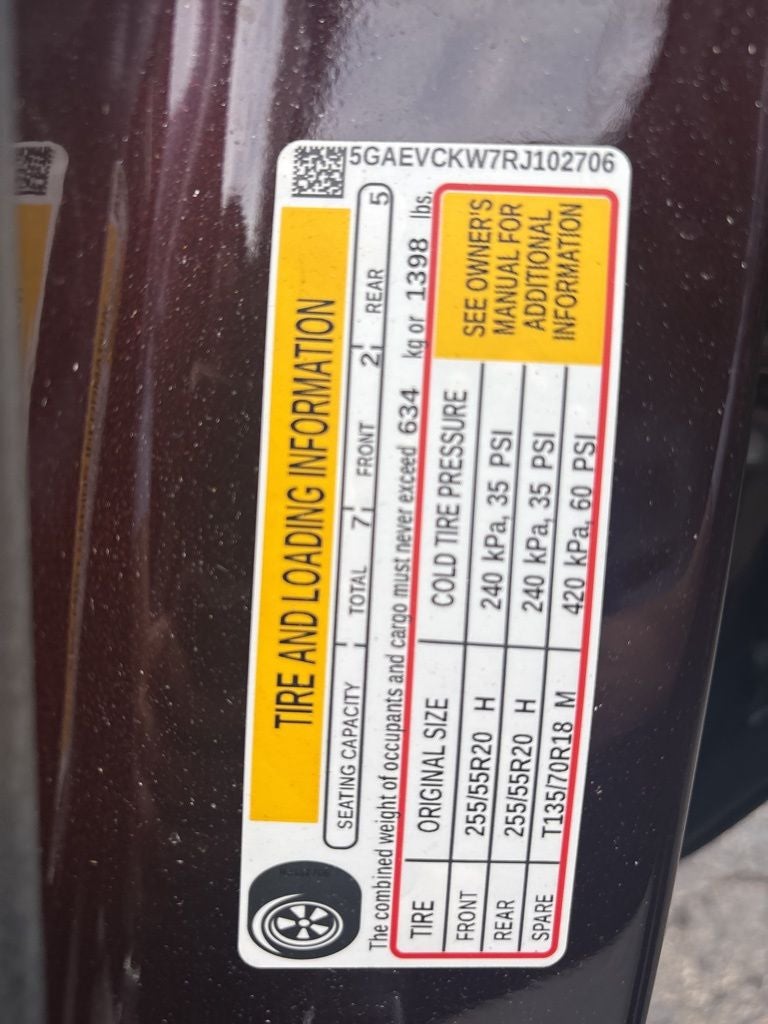 5GAEVCKW7RJ102706
TIRE AND LOADING INFORMATION
SEATING CAPACITY TOTAL 7 FRONT 2 REAR 5
The combined weight of occupants and cargo must never exceed 634 kg or 1398 lbs.
TIRE ORIGINAL SIZE COLD TIRE PRESSURE
FRONT 255/55R20 H 240 kPa, 35 PSI
REAR 255/55R20 H 240 kPa, 35 PSI
SPARE T135/70R18 M 420 kPa, 60 PSI
SEE OWNER'S
MANUAL FOR
ADDITIONAL
INFORMATION